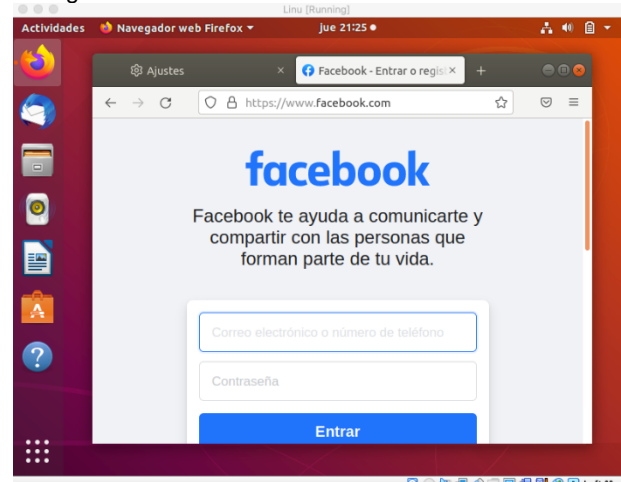 Linu [Running]
Actividades Navegador web Firefox jue 21:25
Ajustes × Facebook - Entrar o regis × +
https://www.facebook.com
facebook
Facebook te ayuda a comunicarte y
compartir con las personas que
forman parte de tu vida.
Correo electrónico o número de teléfono
Contraseña
Entrar